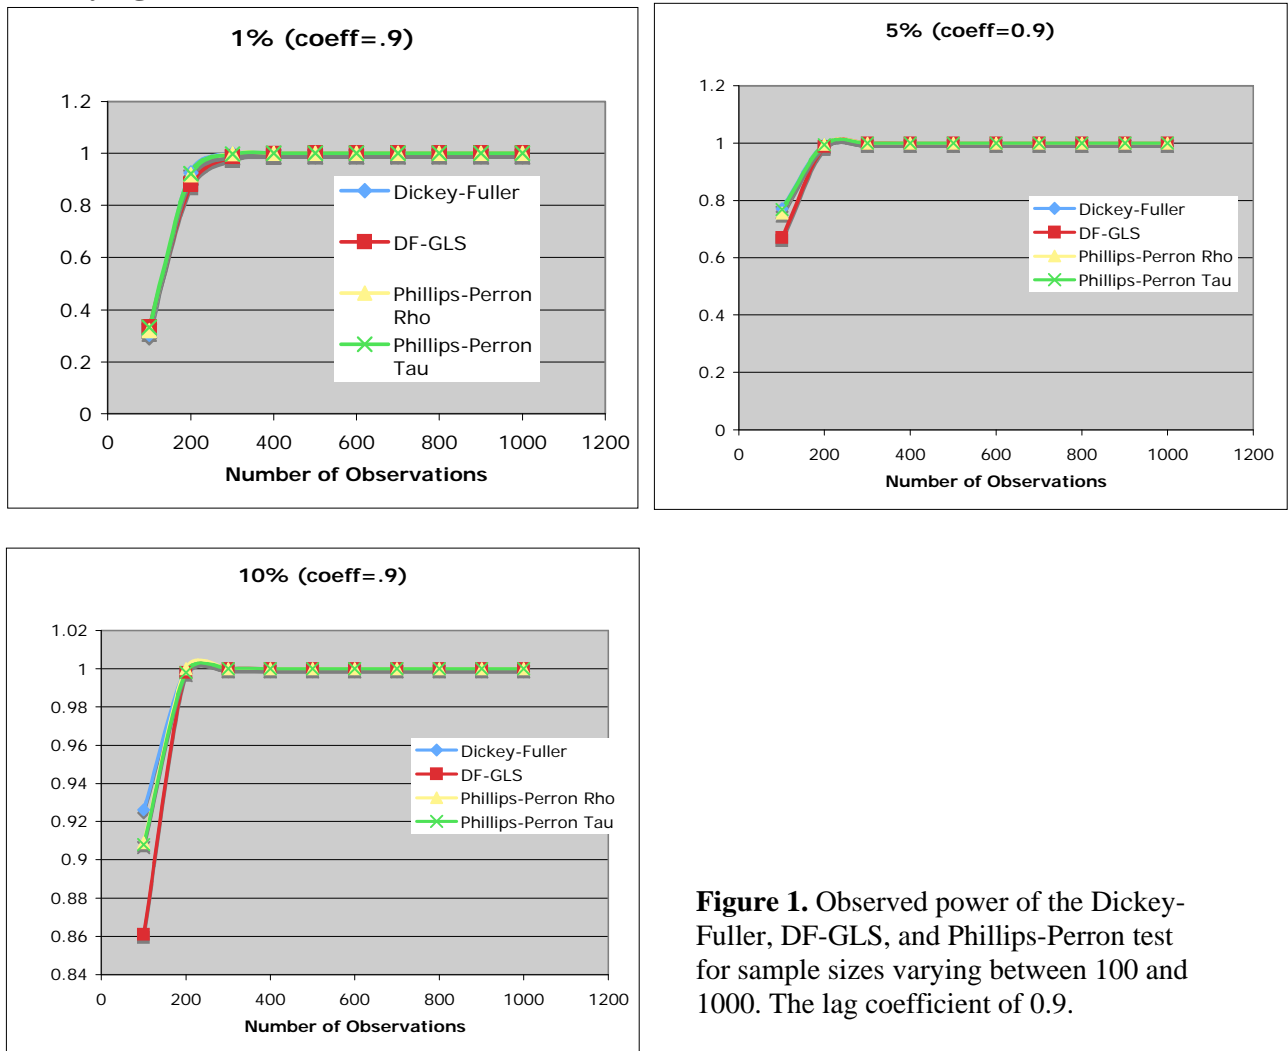 1% (coeff=.9)
1.2
1
0.8
0.6
0.4
0.2
0
0 200 400 600 800 1000 1200
Number of Observations
Dickey-Fuller
DF-GLS
Phillips-Perron
Rho
Phillips-Perron
Tau
5% (coeff=0.9)
1.2
1
0.8
0.6
0.4
0.2
0
0 200 400 600 800 1000 1200
Number of Observations
Dickey-Fuller
DF-GLS
Phillips-Perron Rho
Phillips-Perron Tau
10% (coeff=.9)
1.02
1
0.98
0.96
0.94
0.92
0.9
0.88
0.86
0.84
0 200 400 600 800 1000 1200
Number of Observations
Dickey-Fuller
DF-GLS
Phillips-Perron Rho
Phillips-Perron Tau
Figure 1. Observed power of the Dickey-
Fuller, DF-GLS, and Phillips-Perron test
for sample sizes varying between 100 and
1000. The lag coefficient of 0.9.